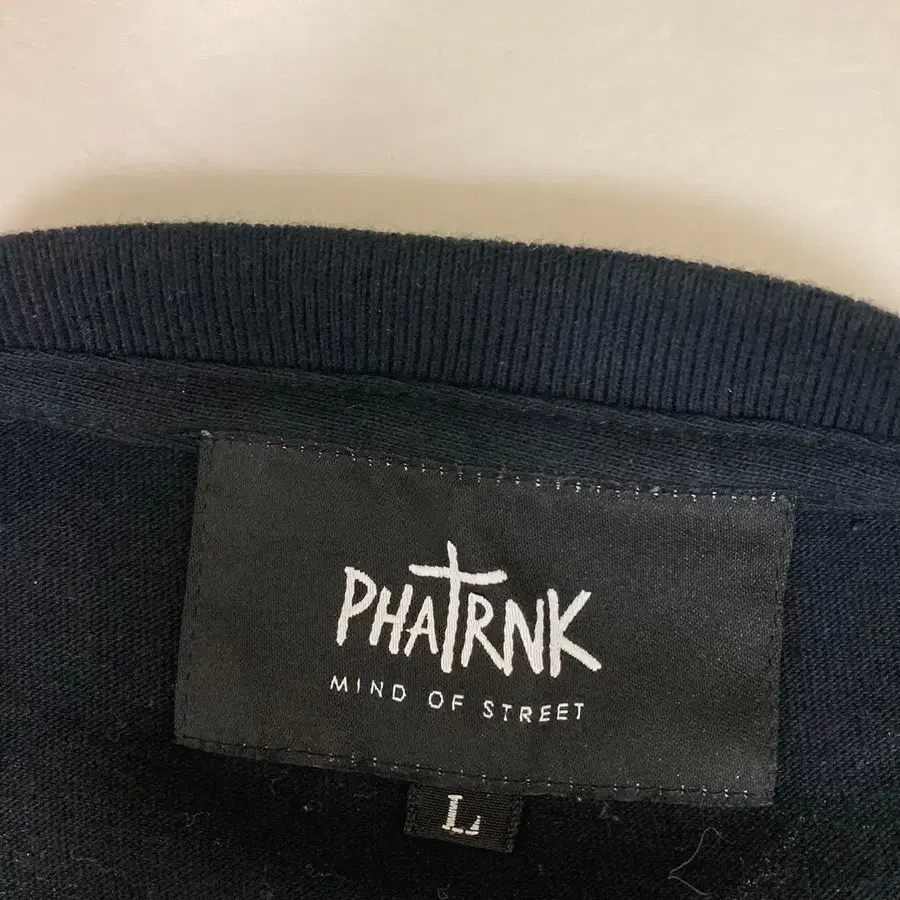 PHATRNK
MIND OF STREET
L